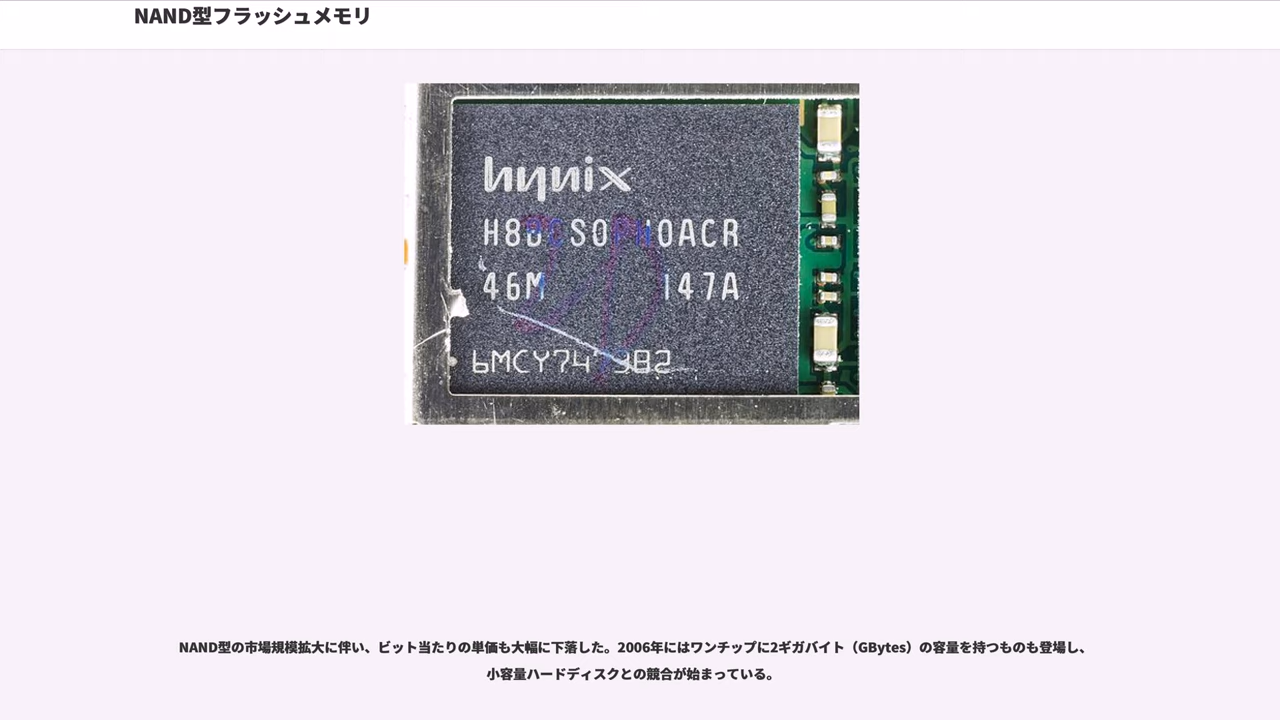 NAND型フラッシュメモリ
hynix
46M 147A
NAND型の市場規模拡大に伴い、ビット当たりの単価も大幅に下落した。2006年にはワンチップに2ギガバイト（GBytes）の容量を持つものも登場し、
小容量ハードディスクとの競合が始まっている。